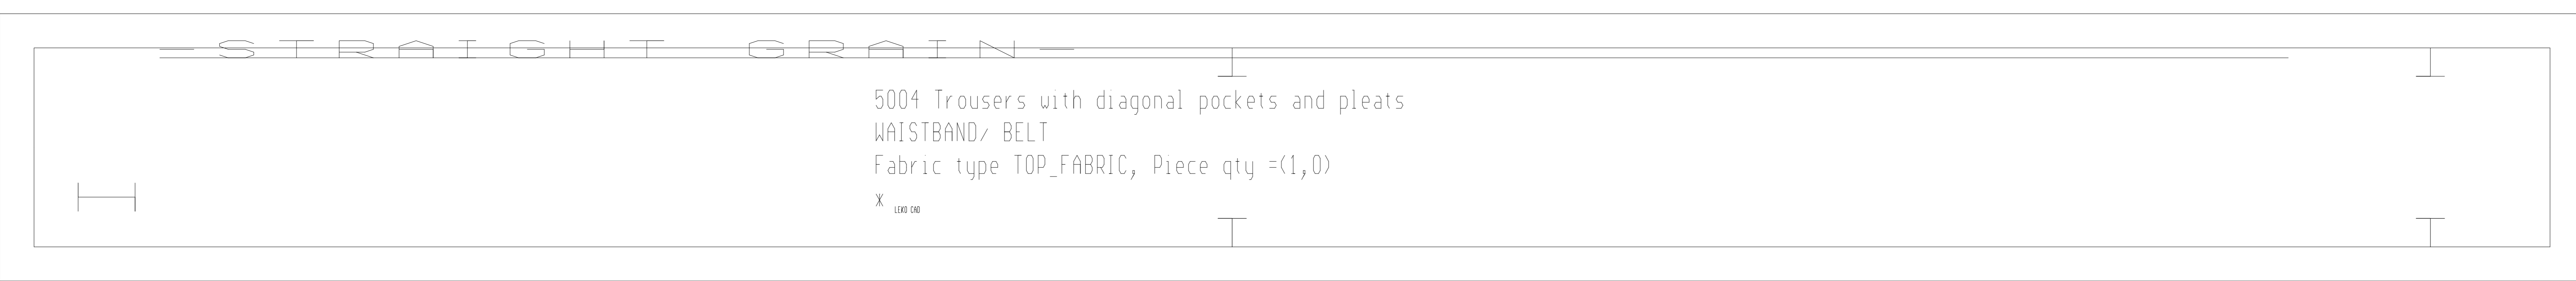 - STRAIGHT GRAIN -
5004 Trousers with diagonal pockets and pleats
WAISTBAND/ BELT
Fabric type TOP_FABRIC, Piece qty =(1,0)
* LEKO CAD